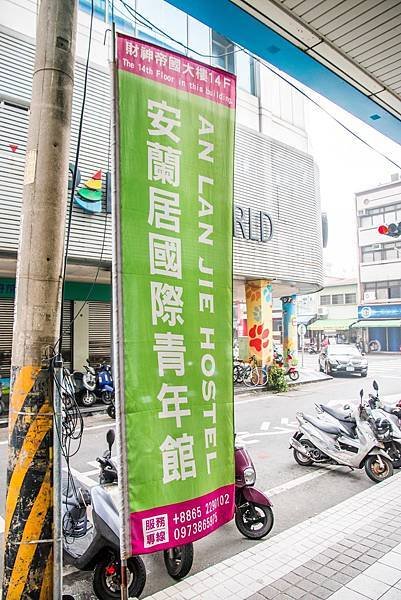 財神帝國大樓14F
The 14th Floor in this building.
安蘭居國際青年館
AN LAN JIE HOSTEL
服務
專線
+8865 2290102
0973865975
RLD